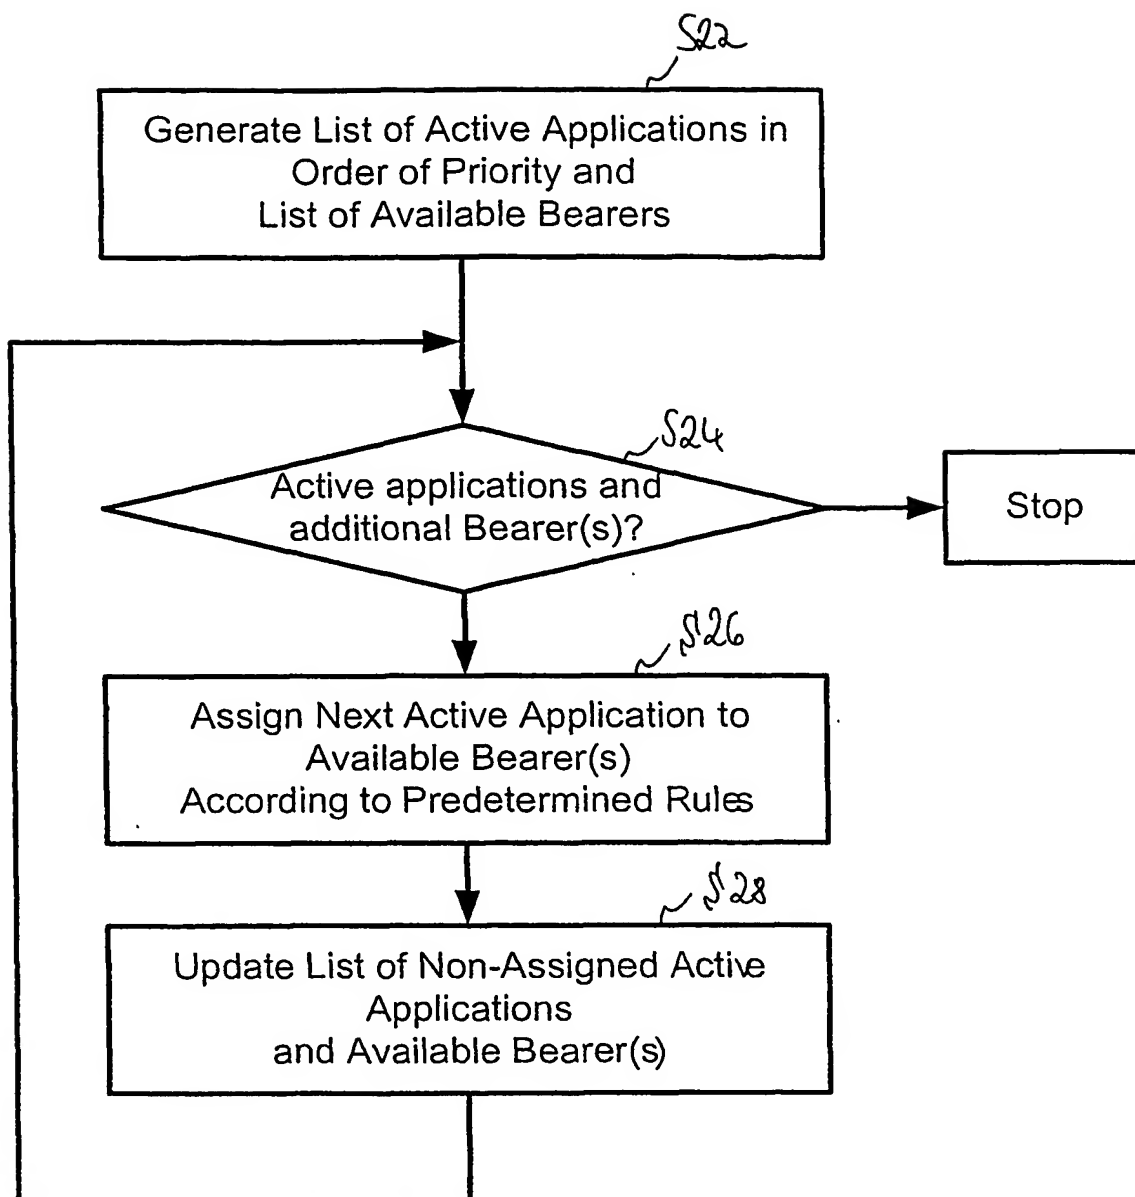 S22
Generate List of Active Applications in
Order of Priority and
List of Available Bearers
S24
Active applications and
additional Bearer(s)?
Stop
S26
Assign Next Active Application to
Available Bearer(s)
According to Predetermined Rules
S28
Update List of Non-Assigned Active
Applications
and Available Bearer(s)